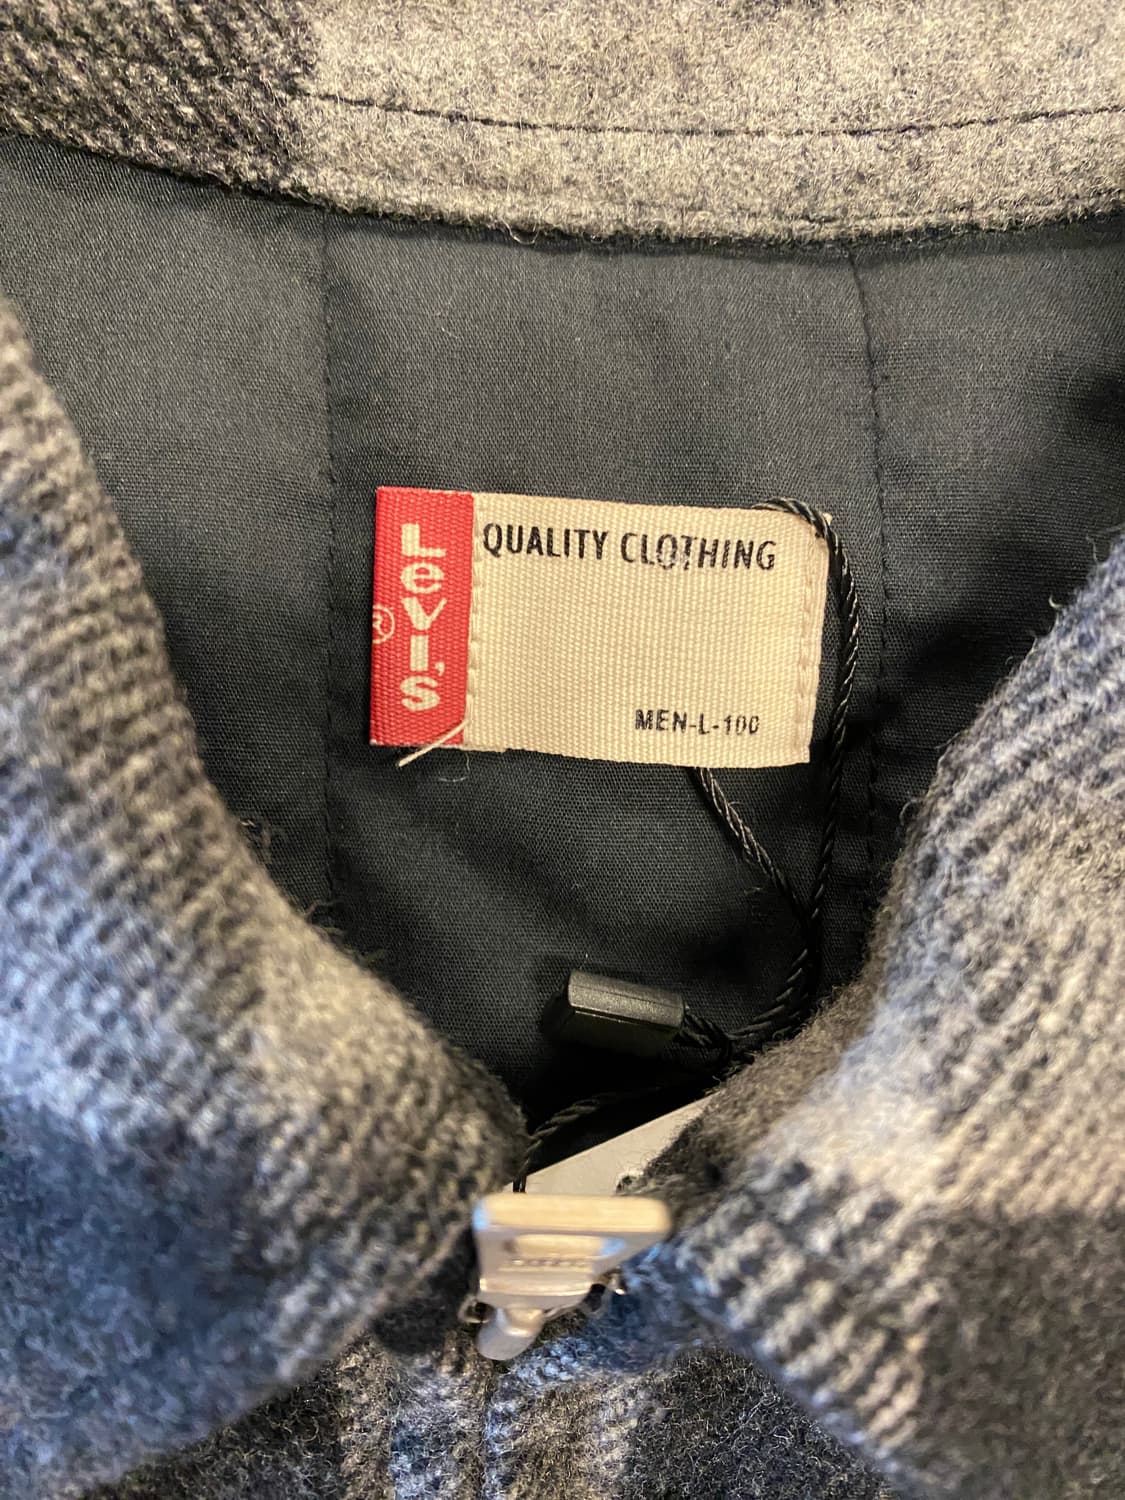 LeVI'S
®
QUALITY CLOTHING
MEN-L-100